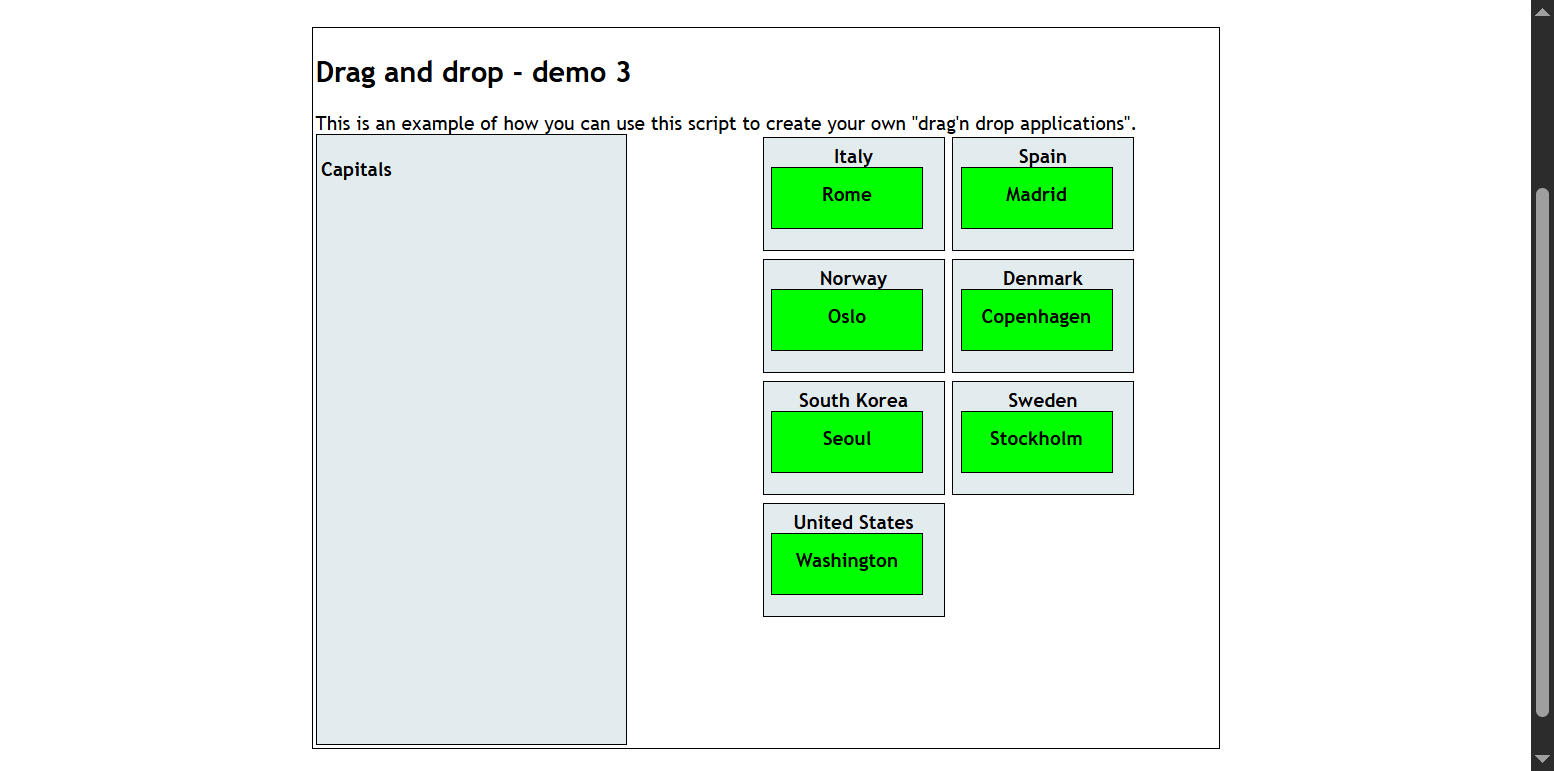 Drag and drop - demo 3
This is an example of how you can use this script to create your own "drag'n drop applications".
Capitals
Italy
Rome
Spain
Madrid
Norway
Oslo
Denmark
Copenhagen
South Korea
Seoul
Sweden
Stockholm
United States
Washington